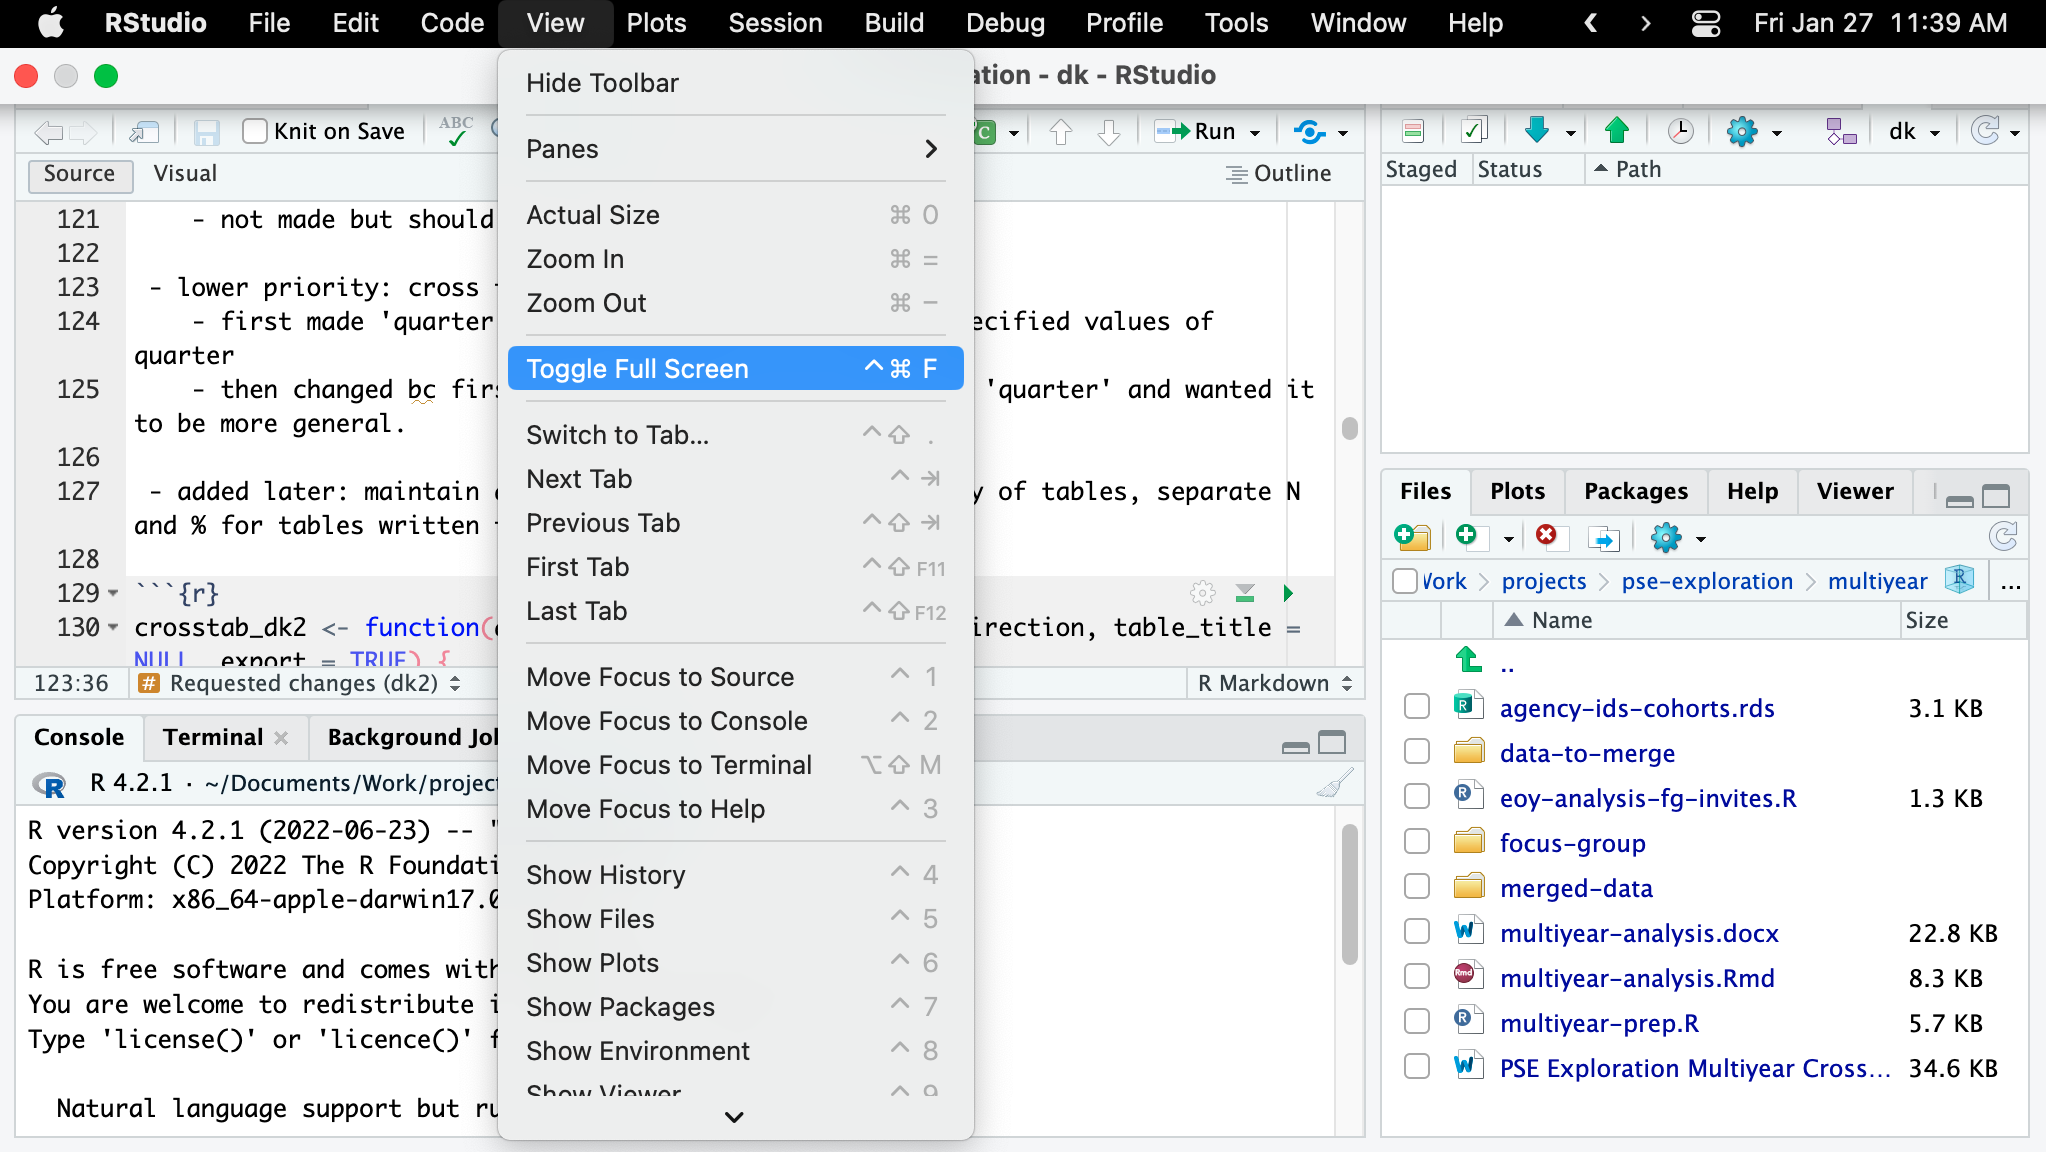 RStudio File Edit Code View Plots Session Build Debug Profile Tools Window Help Fri Jan 27 11:39 AM
ation - dk - RStudio
Hide Toolbar
Panes
Actual Size ⌘ 0
Zoom In ⌘ =
Zoom Out ⌘ −
Toggle Full Screen ^ ⌘ F
Switch to Tab... ^ ⇧ .
Next Tab ^ ⇥
Previous Tab ^ ⇧ ⇥
First Tab ^ ⇧ F11
Last Tab ^ ⇧ F12
Move Focus to Source ^ 1
Move Focus to Console ^ 2
Move Focus to Terminal ⌥ ⇧ M
Move Focus to Help ^ 3
Show History ^ 4
Show Files ^ 5
Show Plots ^ 6
Show Packages ^ 7
Show Environment ^ 8
Show Viewer ^ 9
Knit on Save ABC Run
Source Visual Outline
121 - not made but should
122
123 - lower priority: cross
124 - first made 'quarter ecified values of
quarter
125 - then changed bc firs 'quarter' and wanted it
to be more general.
126
127 - added later: maintain y of tables, separate N
and % for tables written
128
129 ```{r}
130 crosstab_dk2 <- function( irection, table_title =
NULL, export = TRUE) {
123:36 # Requested changes (dk2) R Markdown
Console Terminal Background Jo
R 4.2.1 · ~/Documents/Work/projec
R version 4.2.1 (2022-06-23) -- "
Copyright (C) 2022 The R Foundati
Platform: x86_64-apple-darwin17.0
R is free software and comes with
You are welcome to redistribute i
Type 'license()' or 'licence()' f
Natural language support but ru
dk
Staged Status Path
Files Plots Packages Help Viewer
Work projects pse-exploration multiyear R ...
Name Size
..
agency-ids-cohorts.rds 3.1 KB
data-to-merge
eoy-analysis-fg-invites.R 1.3 KB
focus-group
merged-data
multiyear-analysis.docx 22.8 KB
multiyear-analysis.Rmd 8.3 KB
multiyear-prep.R 5.7 KB
PSE Exploration Multiyear Cross... 34.6 KB